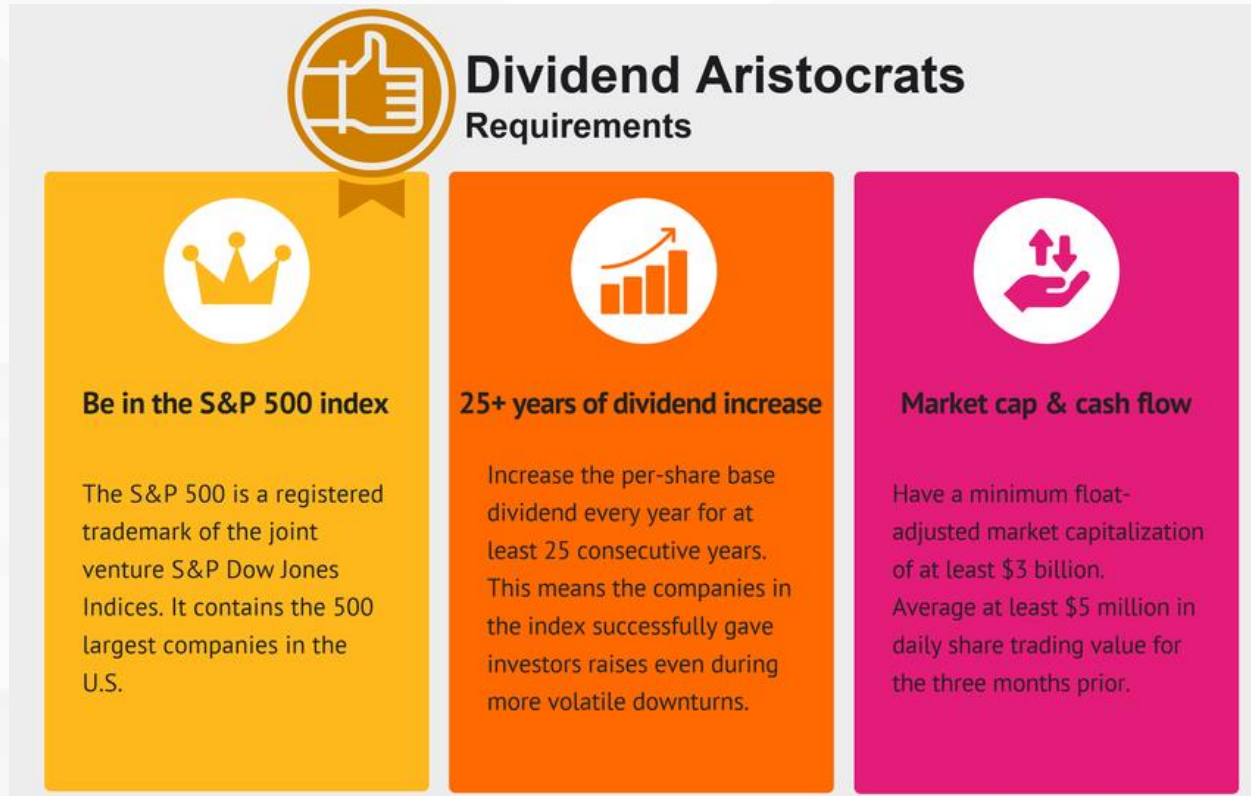 Dividend Aristocrats
Requirements
Be in the S&P 500 index
The S&P 500 is a registered
trademark of the joint
venture S&P Dow Jones
Indices. It contains the 500
largest companies in the
U.S.
25+ years of dividend increase
Increase the per-share base
dividend every year for at
least 25 consecutive years.
This means the companies in
the index successfully gave
investors raises even during
more volatile downturns.
Market cap & cash flow
Have a minimum float-
adjusted market capitalization
of at least $3 billion.
Average at least $5 million in
daily share trading value for
the three months prior.